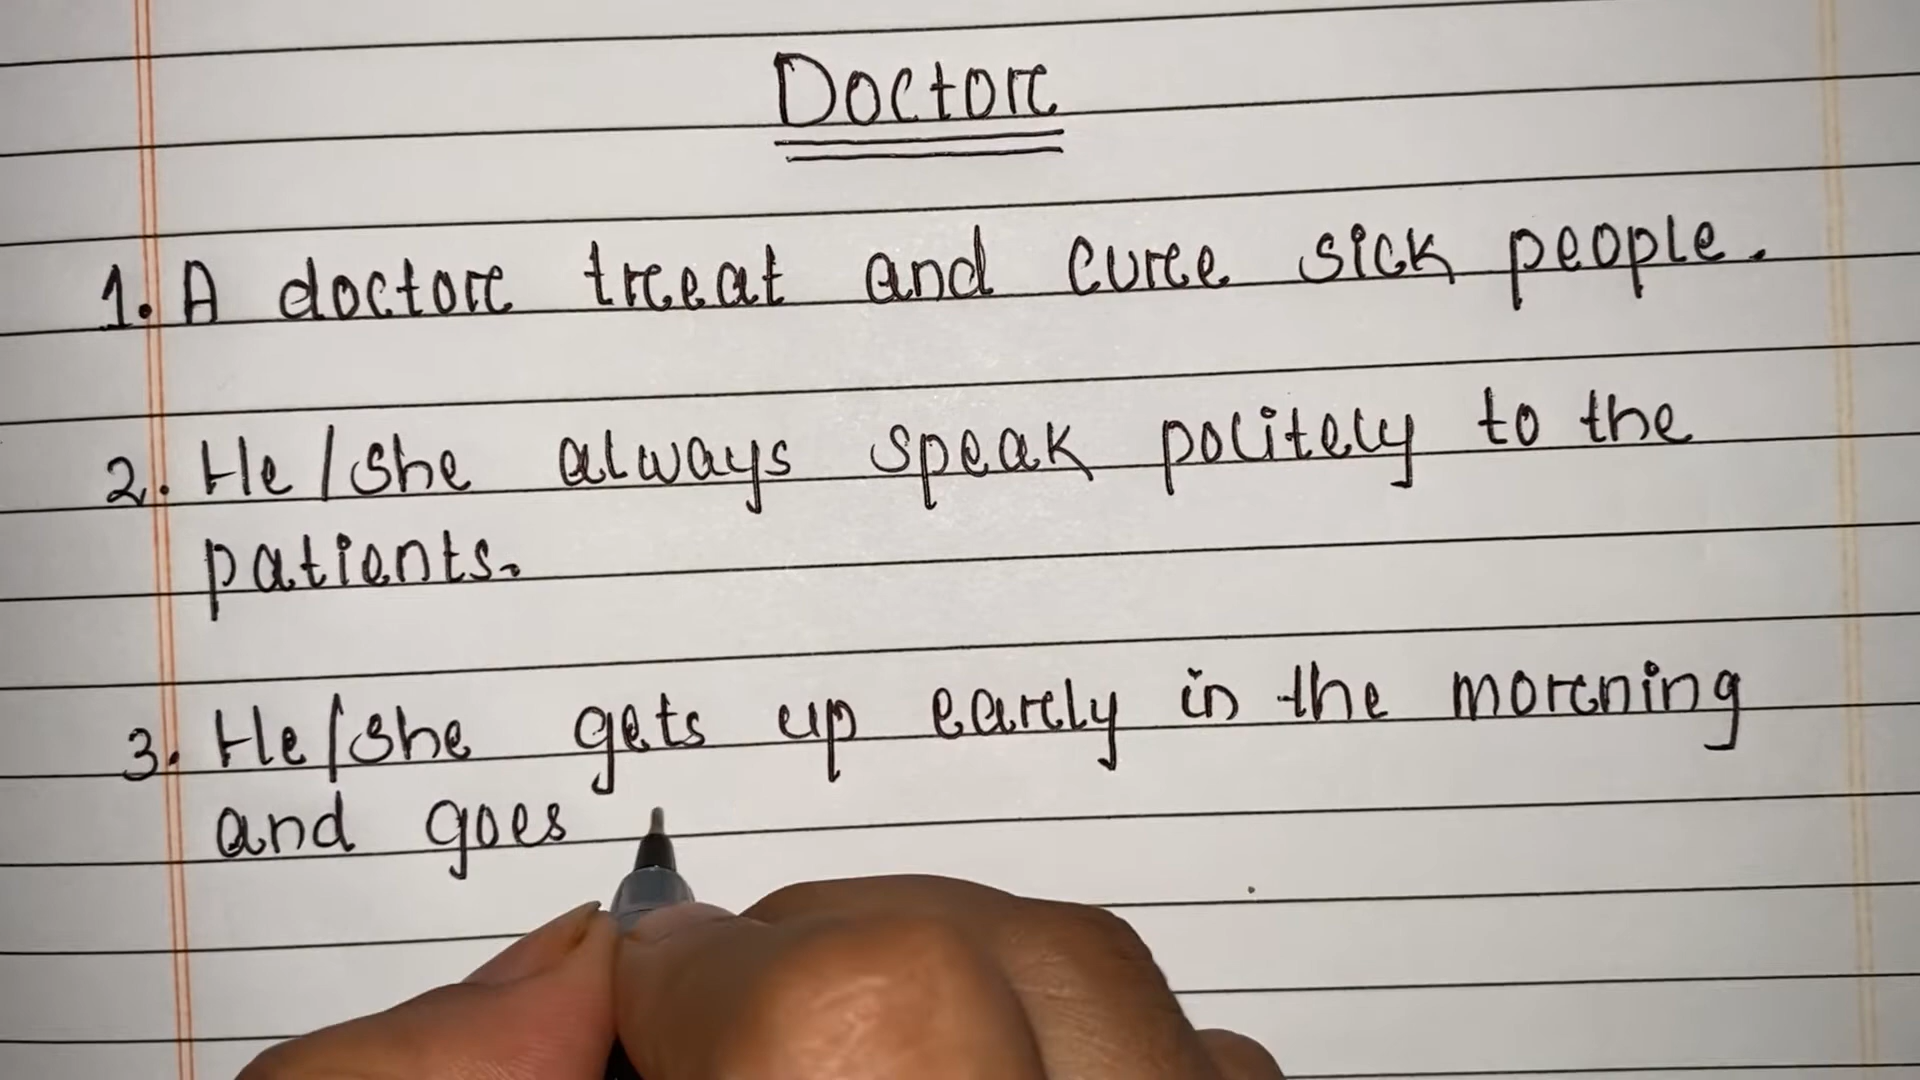 Doctor
1. A doctor treat and cure sick people.
2. He/she always speak politely to the
patients.
3. He/she gets up early in the morning
and goes